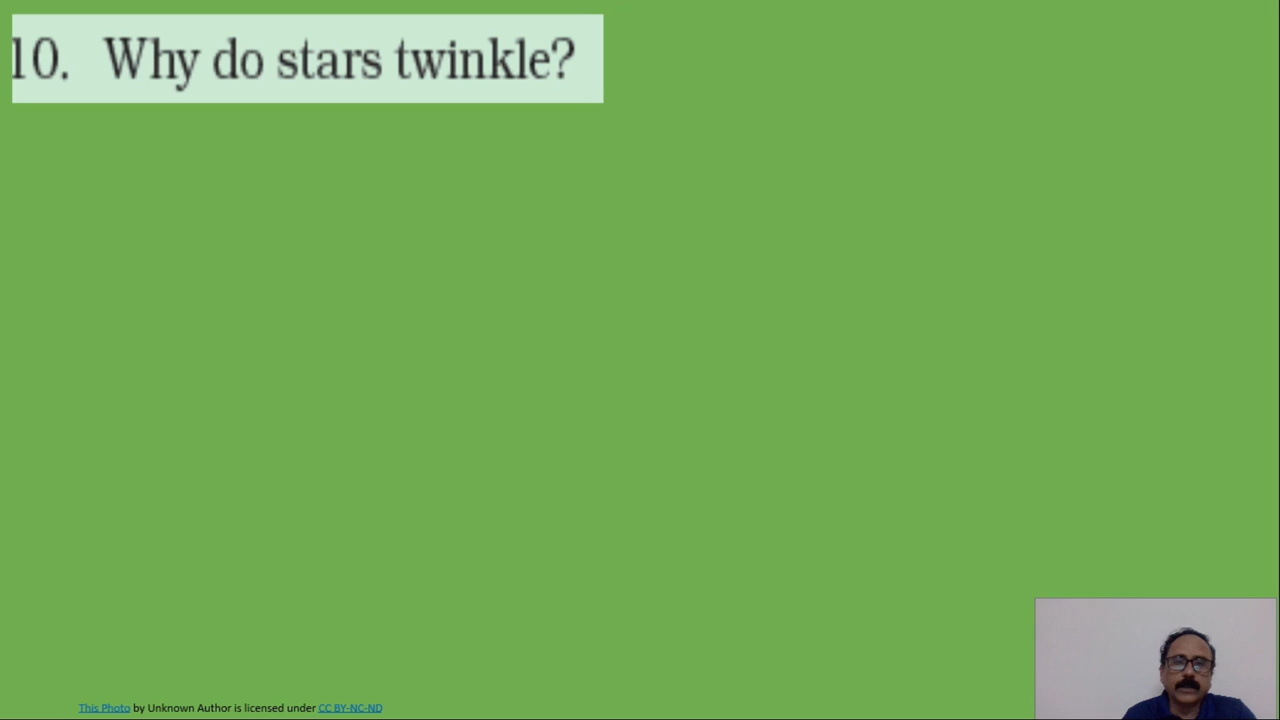 10. Why do stars twinkle?
This Photo by Unknown Author is licensed under CC BY-NC-ND